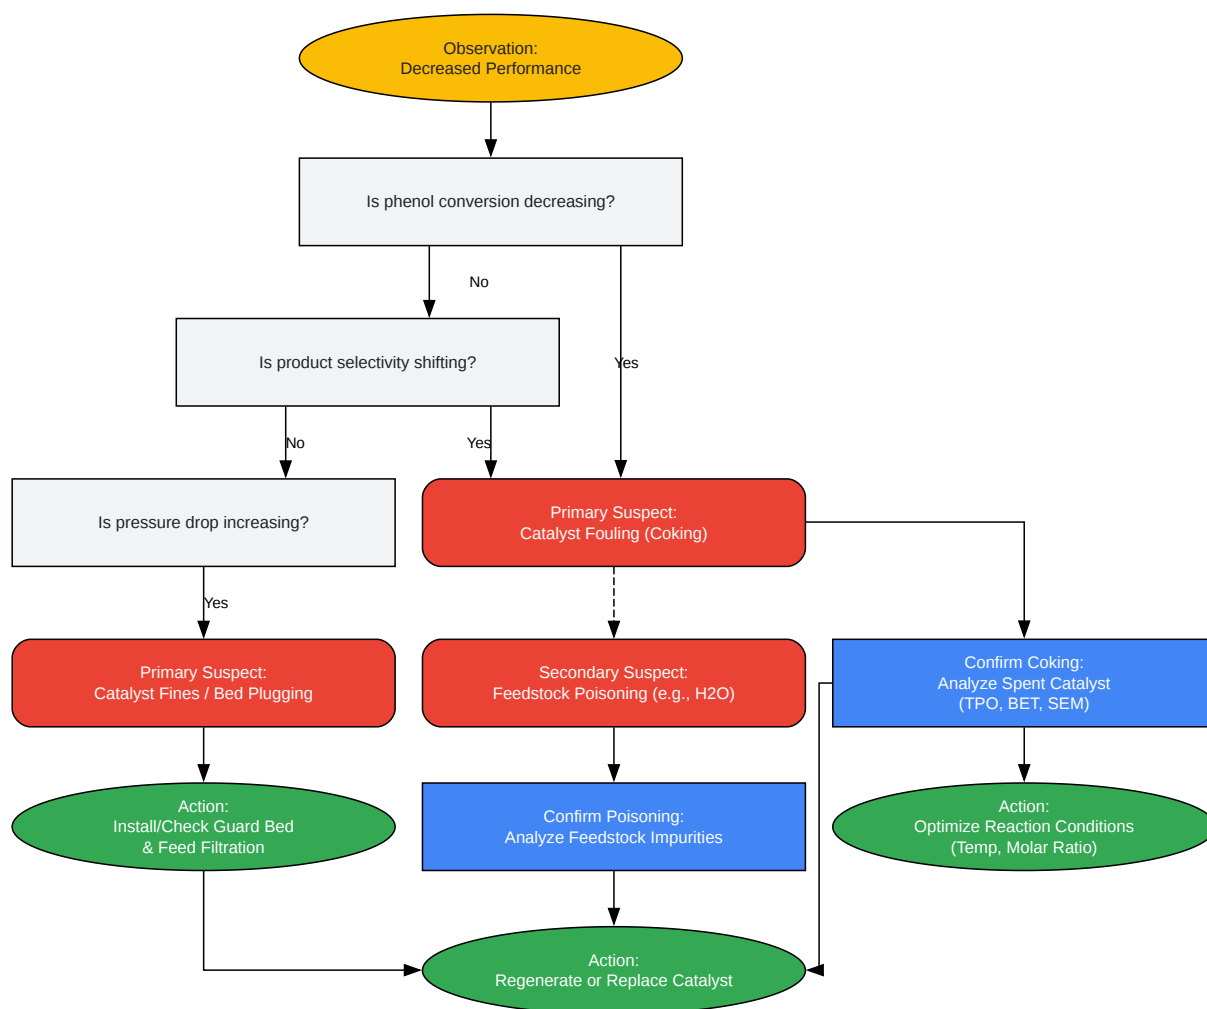 Observation:
Decreased Performance
Is phenol conversion decreasing?
No
Is product selectivity shifting?
Yes
No
Yes
Is pressure drop increasing?
Primary Suspect:
Catalyst Fouling (Coking)
Yes
Primary Suspect:
Catalyst Fines / Bed Plugging
Secondary Suspect:
Feedstock Poisoning (e.g., H2O)
Confirm Coking:
Analyze Spent Catalyst
(TPO, BET, SEM)
Action:
Install/Check Guard Bed
& Feed Filtration
Confirm Poisoning:
Analyze Feedstock Impurities
Action:
Optimize Reaction Conditions
(Temp, Molar Ratio)
Action:
Regenerate or Replace Catalyst